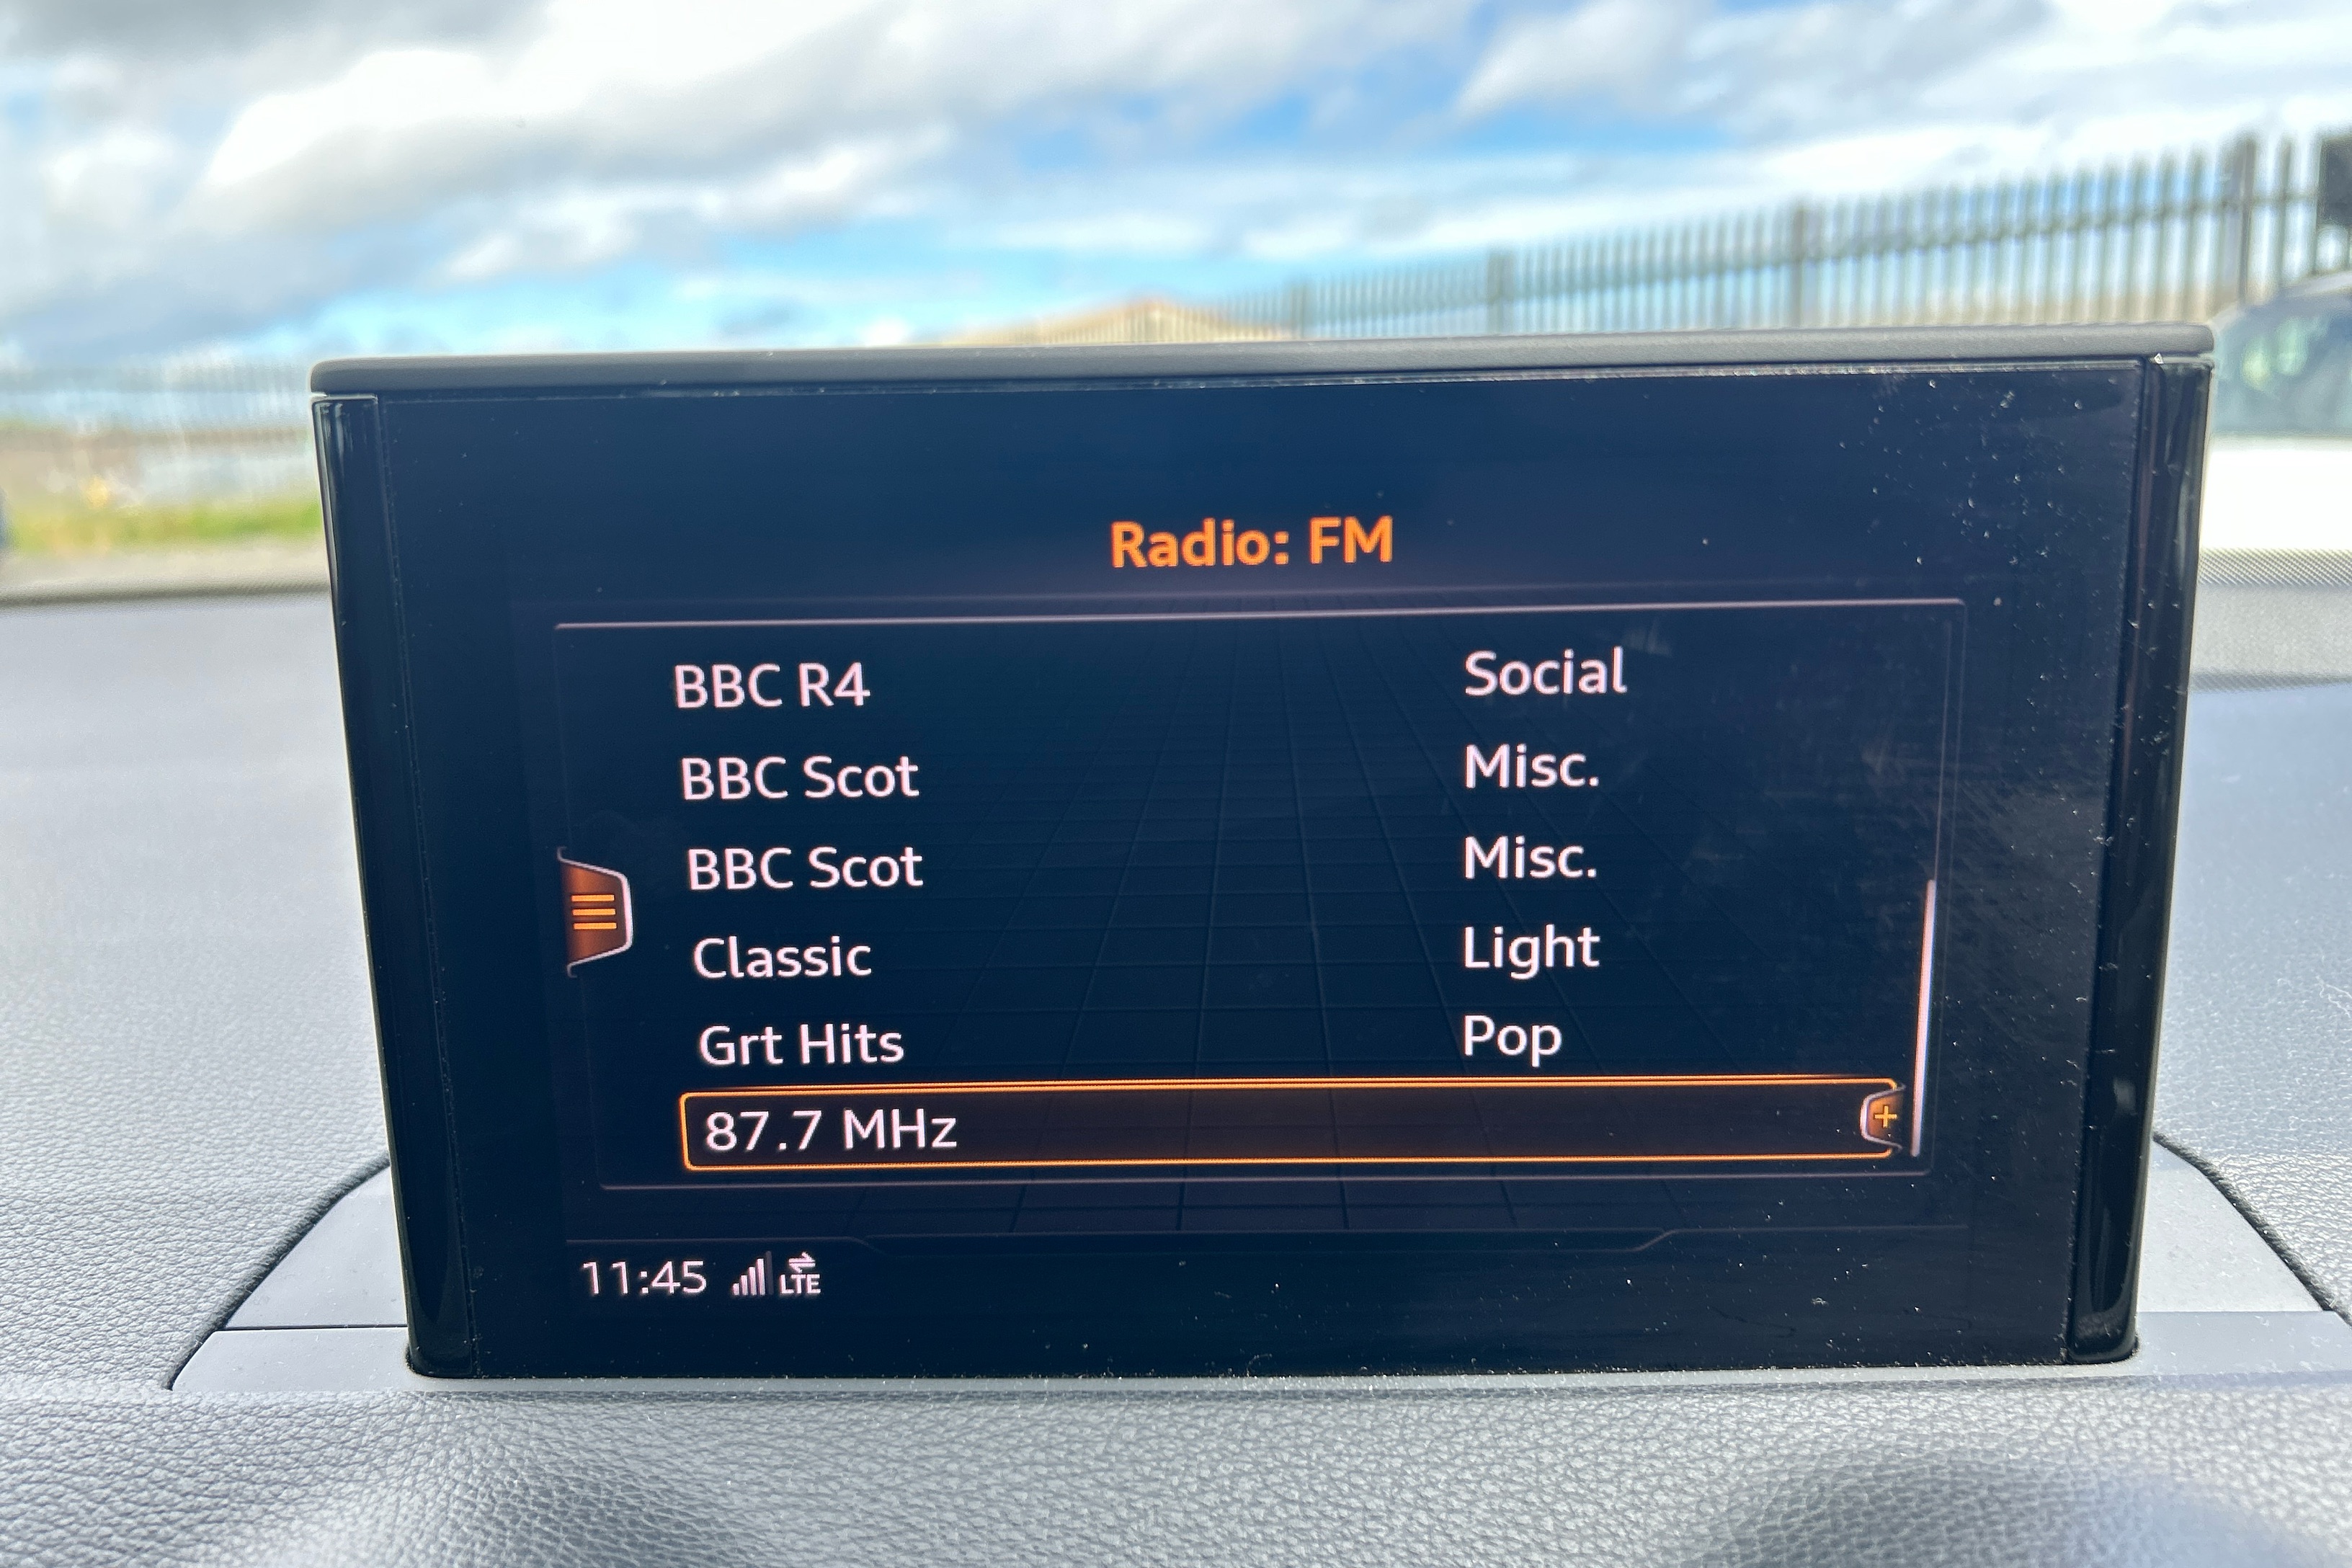 Radio: FM
BBC R4 Social
BBC Scot Misc.
BBC Scot Misc.
Classic Light
Grt Hits Pop
87.7 MHz +
11:45 LTE